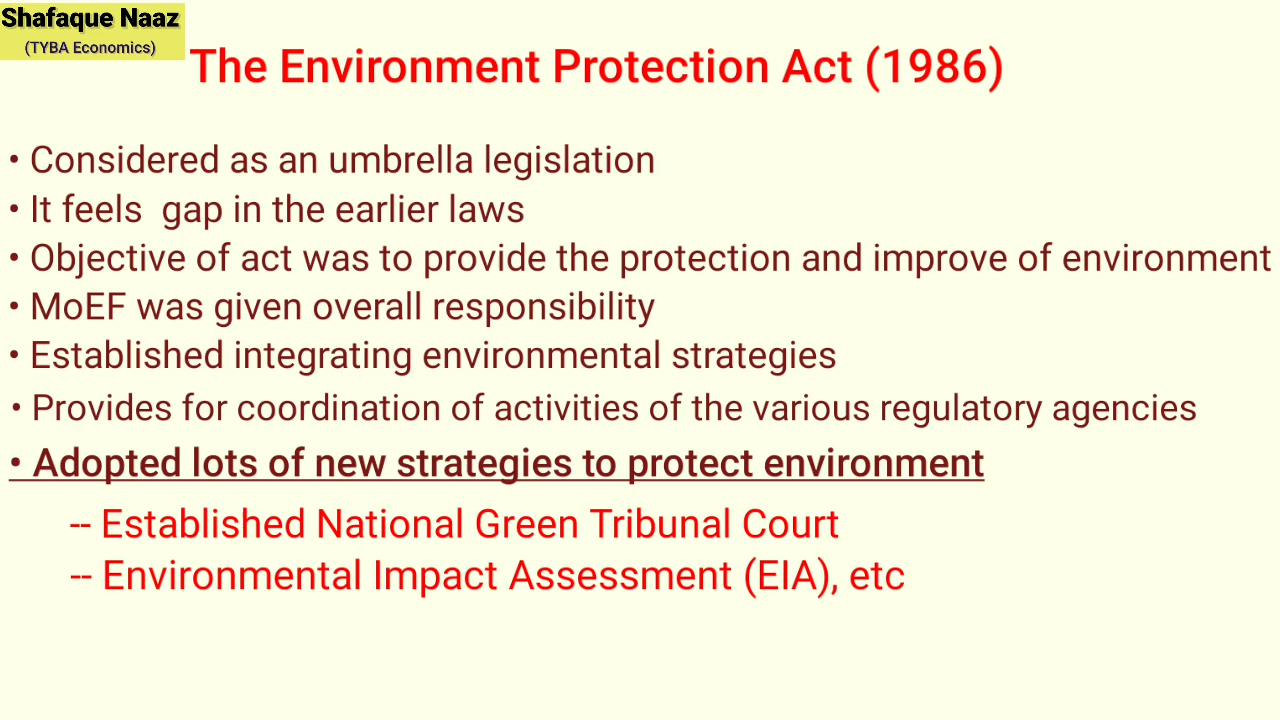 Shafaque Naaz
(TYBA Economics)
The Environment Protection Act (1986)
• Considered as an umbrella legislation
• It feels gap in the earlier laws
• Objective of act was to provide the protection and improve of environment
• MoEF was given overall responsibility
• Established integrating environmental strategies
• Provides for coordination of activities of the various regulatory agencies
• Adopted lots of new strategies to protect environment
-- Established National Green Tribunal Court
-- Environmental Impact Assessment (EIA), etc